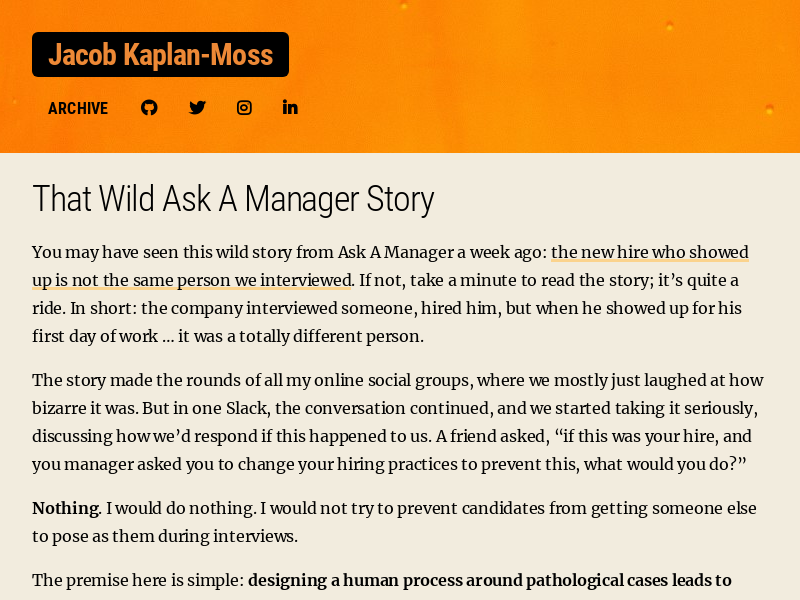 Jacob Kaplan-Moss
ARCHIVE
That Wild Ask A Manager Story
You may have seen this wild story from Ask A Manager a week ago: the new hire who showed
up is not the same person we interviewed. If not, take a minute to read the story; it’s quite a
ride. In short: the company interviewed someone, hired him, but when he showed up for his
first day of work … it was a totally different person.
The story made the rounds of all my online social groups, where we mostly just laughed at how
bizarre it was. But in one Slack, the conversation continued, and we started taking it seriously,
discussing how we’d respond if this happened to us. A friend asked, “if this was your hire, and
you manager asked you to change your hiring practices to prevent this, what would you do?”
Nothing. I would do nothing. I would not try to prevent candidates from getting someone else
to pose as them during interviews.
The premise here is simple: designing a human process around pathological cases leads to